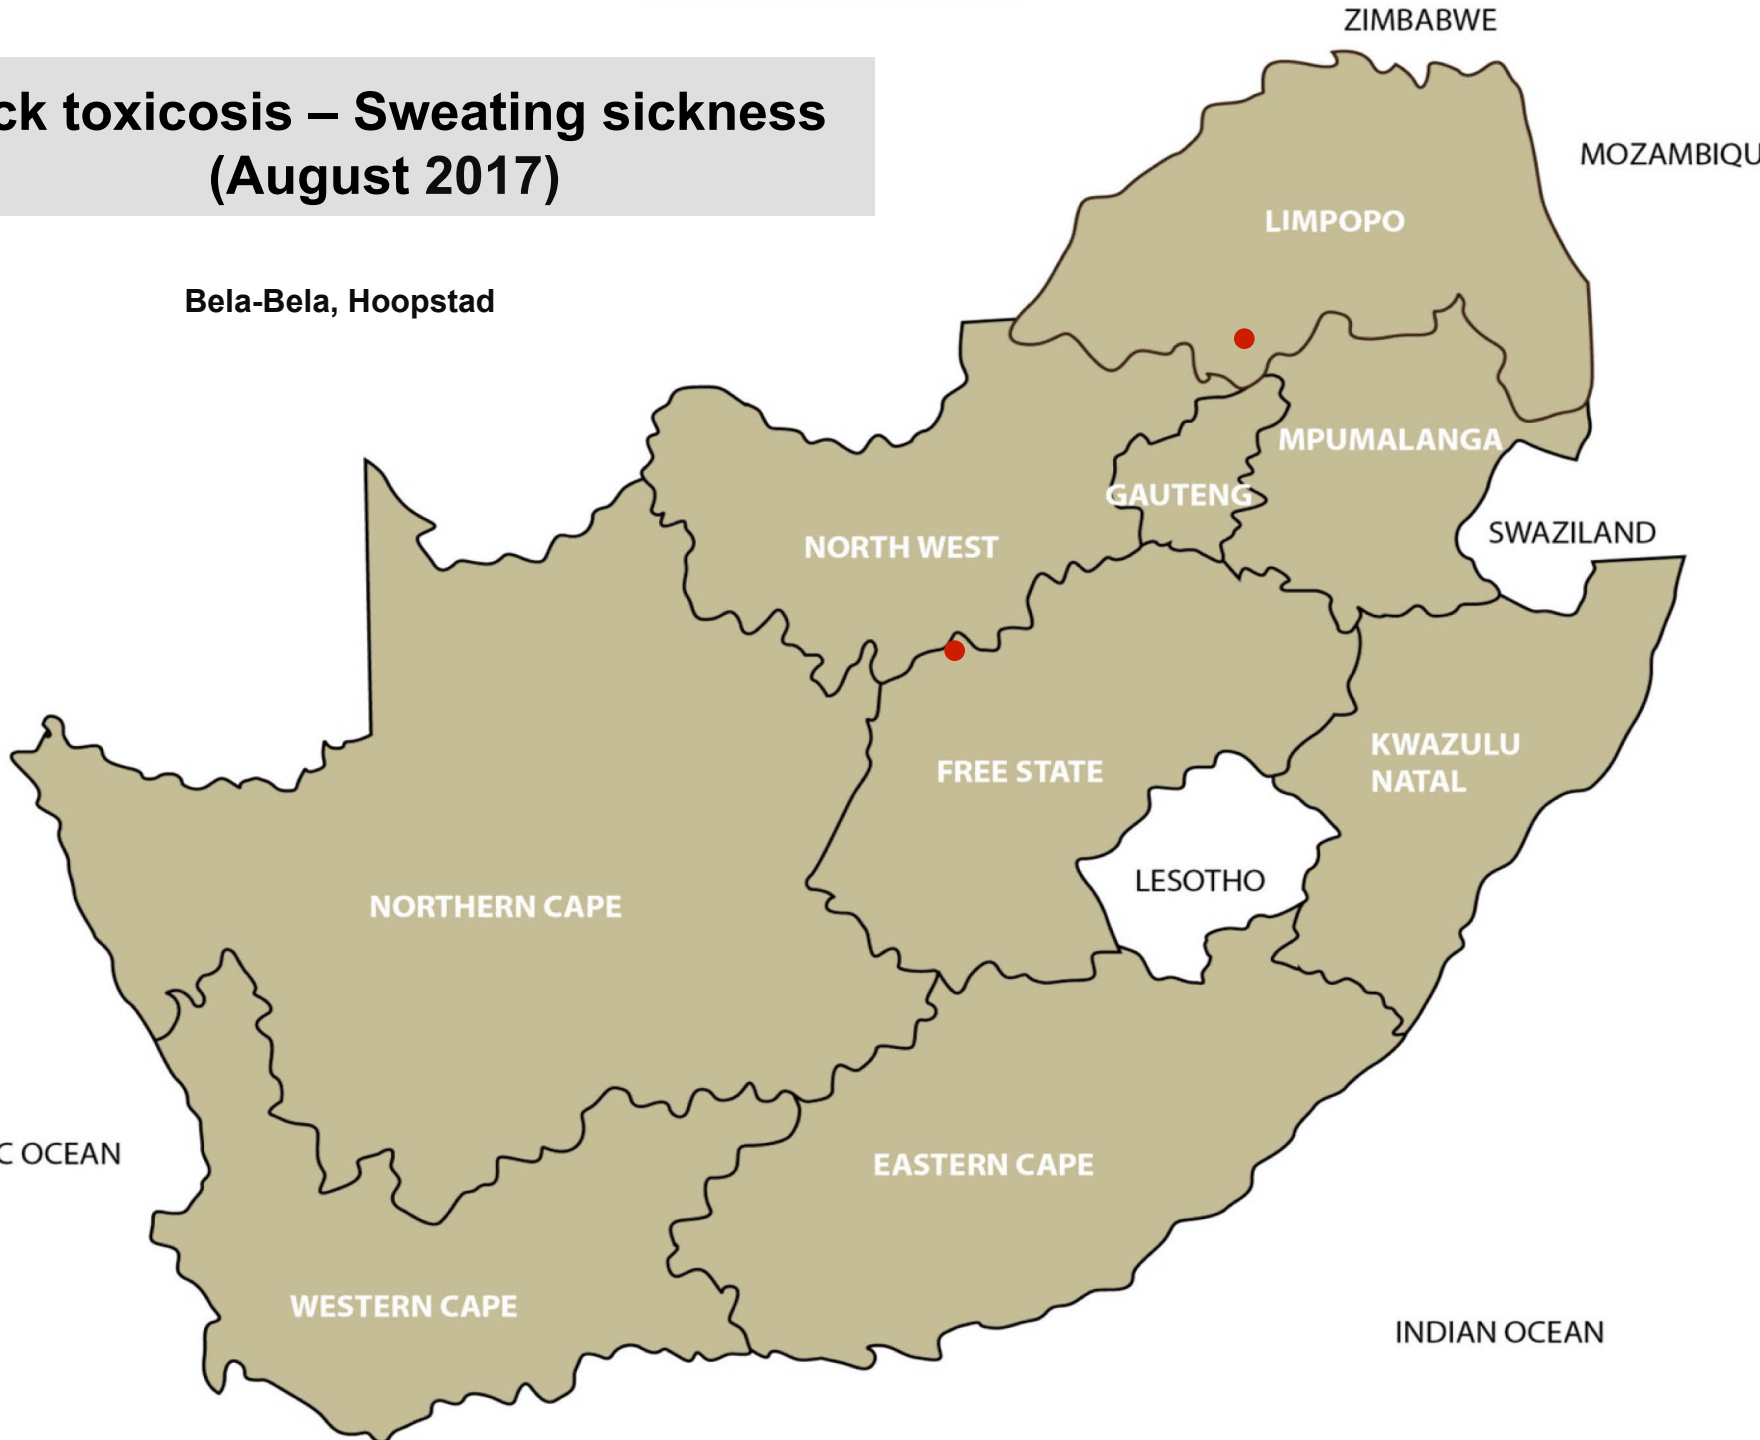 ZIMBABWE
ck toxicosis – Sweating sickness
(August 2017)
MOZAMBIQU
LIMPOPO
Bela-Bela, Hoopstad
MPUMALANGA
GAUTENG
SWAZILAND
NORTH WEST
KWAZULU
NATAL
FREE STATE
LESOTHO
NORTHERN CAPE
C OCEAN
EASTERN CAPE
WESTERN CAPE
INDIAN OCEAN